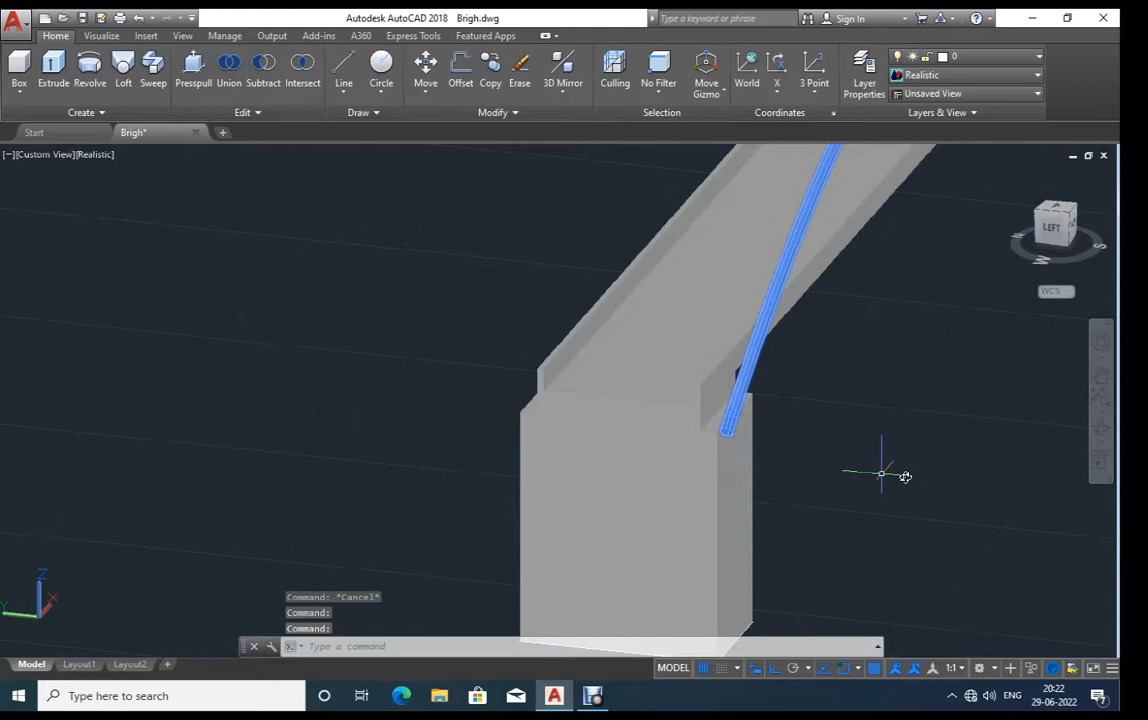 Autodesk AutoCAD 2018 Brigh.dwg
Type a keyword or phrase
Sign In
Home Visualize Insert View Manage Output Add-ins A360 Express Tools Featured Apps
Box Extrude Revolve Loft Sweep
Presspull Union Subtract Intersect
Line Circle
Move Offset Copy Erase 3D Mirror
Culling No Filter Move Gizmo
World X 3 Point
Layer Properties
0
Realistic
Unsaved View
Create Edit Draw Modify Selection Coordinates Layers & View
Start Brigh*
[−][Custom View][Realistic]
LEFT
W
S
WCS
Z
X
Y
Command: *Cancel*
Command:
Command:
Type a command
Model Layout1 Layout2
MODEL
1:1
Type here to search
ENG
20:22
29-06-2022
7